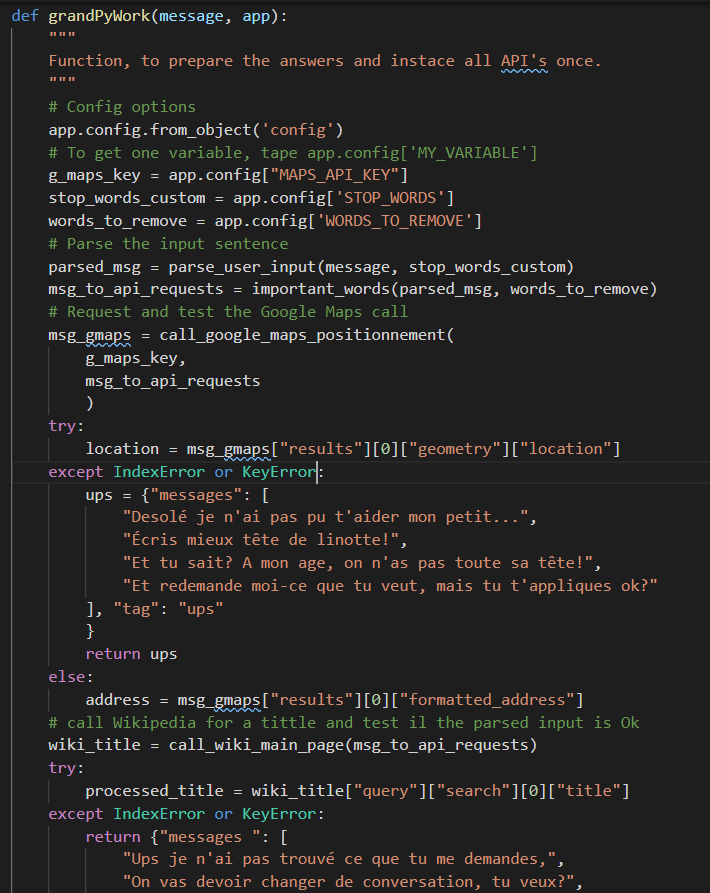 def grandPyWork(message, app):
    """
    Function, to prepare the answers and instace all API's once.
    """
    # Config options
    app.config.from_object('config')
    # To get one variable, tape app.config['MY_VARIABLE']
    g_maps_key = app.config["MAPS_API_KEY"]
    stop_words_custom = app.config['STOP_WORDS']
    words_to_remove = app.config['WORDS_TO_REMOVE']
    # Parse the input sentence
    parsed_msg = parse_user_input(message, stop_words_custom)
    msg_to_api_requests = important_words(parsed_msg, words_to_remove)
    # Request and test the Google Maps call
    msg_gmaps = call_google_maps_positionnement(
        g_maps_key,
        msg_to_api_requests
        )
    try:
        location = msg_gmaps["results"][0]["geometry"]["location"]
    except IndexError or KeyError:
        ups = {"messages": [
            "Desolé je n'ai pas pu t'aider mon petit...",
            "Écris mieux tête de linotte!",
            "Et tu sait? A mon age, on n'as pas toute sa tête!",
            "Et redemande moi-ce que tu veut, mais tu t'appliques ok?"
        ], "tag": "ups"
        }
        return ups
    else:
        address = msg_gmaps["results"][0]["formatted_address"]
    # call Wikipedia for a tittle and test il the parsed input is Ok
    wiki_title = call_wiki_main_page(msg_to_api_requests)
    try:
        processed_title = wiki_title["query"]["search"][0]["title"]
    except IndexError or KeyError:
        return {"messages ": [
            "Ups je n'ai pas trouvé ce que tu me demandes,",
            "On vas devoir changer de conversation, tu veux?",